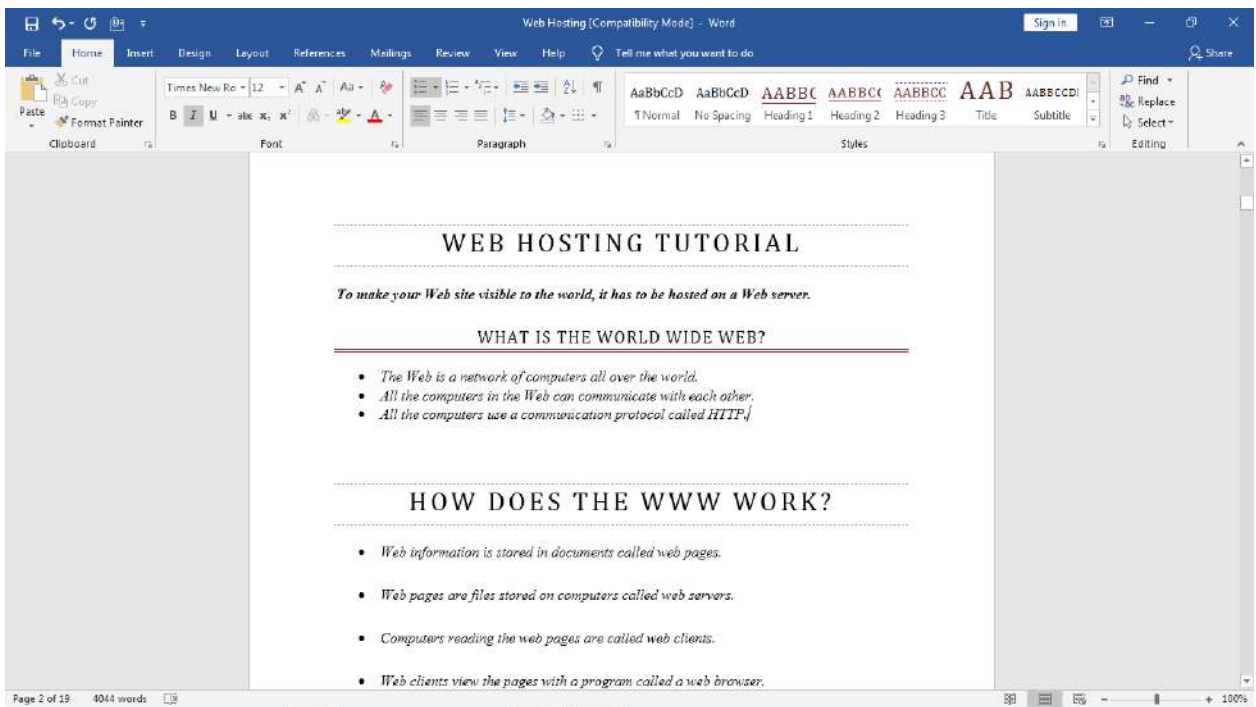 Web Hosting [Compatibility Mode] - Word
Sign in
File Home Insert Design Layout References Mailings Review View Help Tell me what you want to do Share
Paste
Cut
Copy
Format Painter
Clipboard
Times New Ro 12 A A Aa
B I U abc x₂ x² A ab A
Font
Paragraph
AaBbCcD AaBbCcD AABBC AABBCC AABBCC AAB AABBCCD
¶ Normal No Spacing Heading 1 Heading 2 Heading 3 Title Subtitle
Styles
Find
Replace
Select
Editing
WEB HOSTING TUTORIAL
To make your Web site visible to the world, it has to be hosted on a Web server.
WHAT IS THE WORLD WIDE WEB?
• The Web is a network of computers all over the world.
• All the computers in the Web can communicate with each other.
• All the computers use a communication protocol called HTTP.
HOW DOES THE WWW WORK?
• Web information is stored in documents called web pages.
• Web pages are files stored on computers called web servers.
• Computers reading the web pages are called web clients.
• Web clients view the pages with a program called a web browser.
Page 2 of 19 4044 words
100%